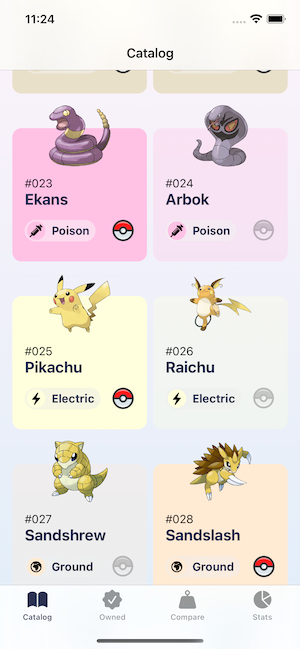 11:24
Catalog
#023
Ekans
Poison
#024
Arbok
Poison
#025
Pikachu
Electric
#026
Raichu
Electric
#027
Sandshrew
Ground
#028
Sandslash
Ground
Catalog
Owned
Compare
Stats